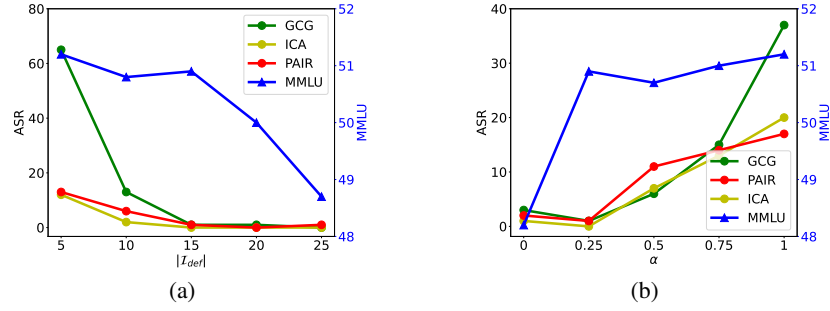 80
60
40
20
0
ASR
5 10 15 20 25
|I_def|
52
51
50
49
48
MMLU
GCG
ICA
PAIR
MMLU
(a)
40
30
20
10
0
ASR
0 0.25 0.5 0.75 1
α
52
51
50
49
48
MMLU
GCG
PAIR
ICA
MMLU
(b)